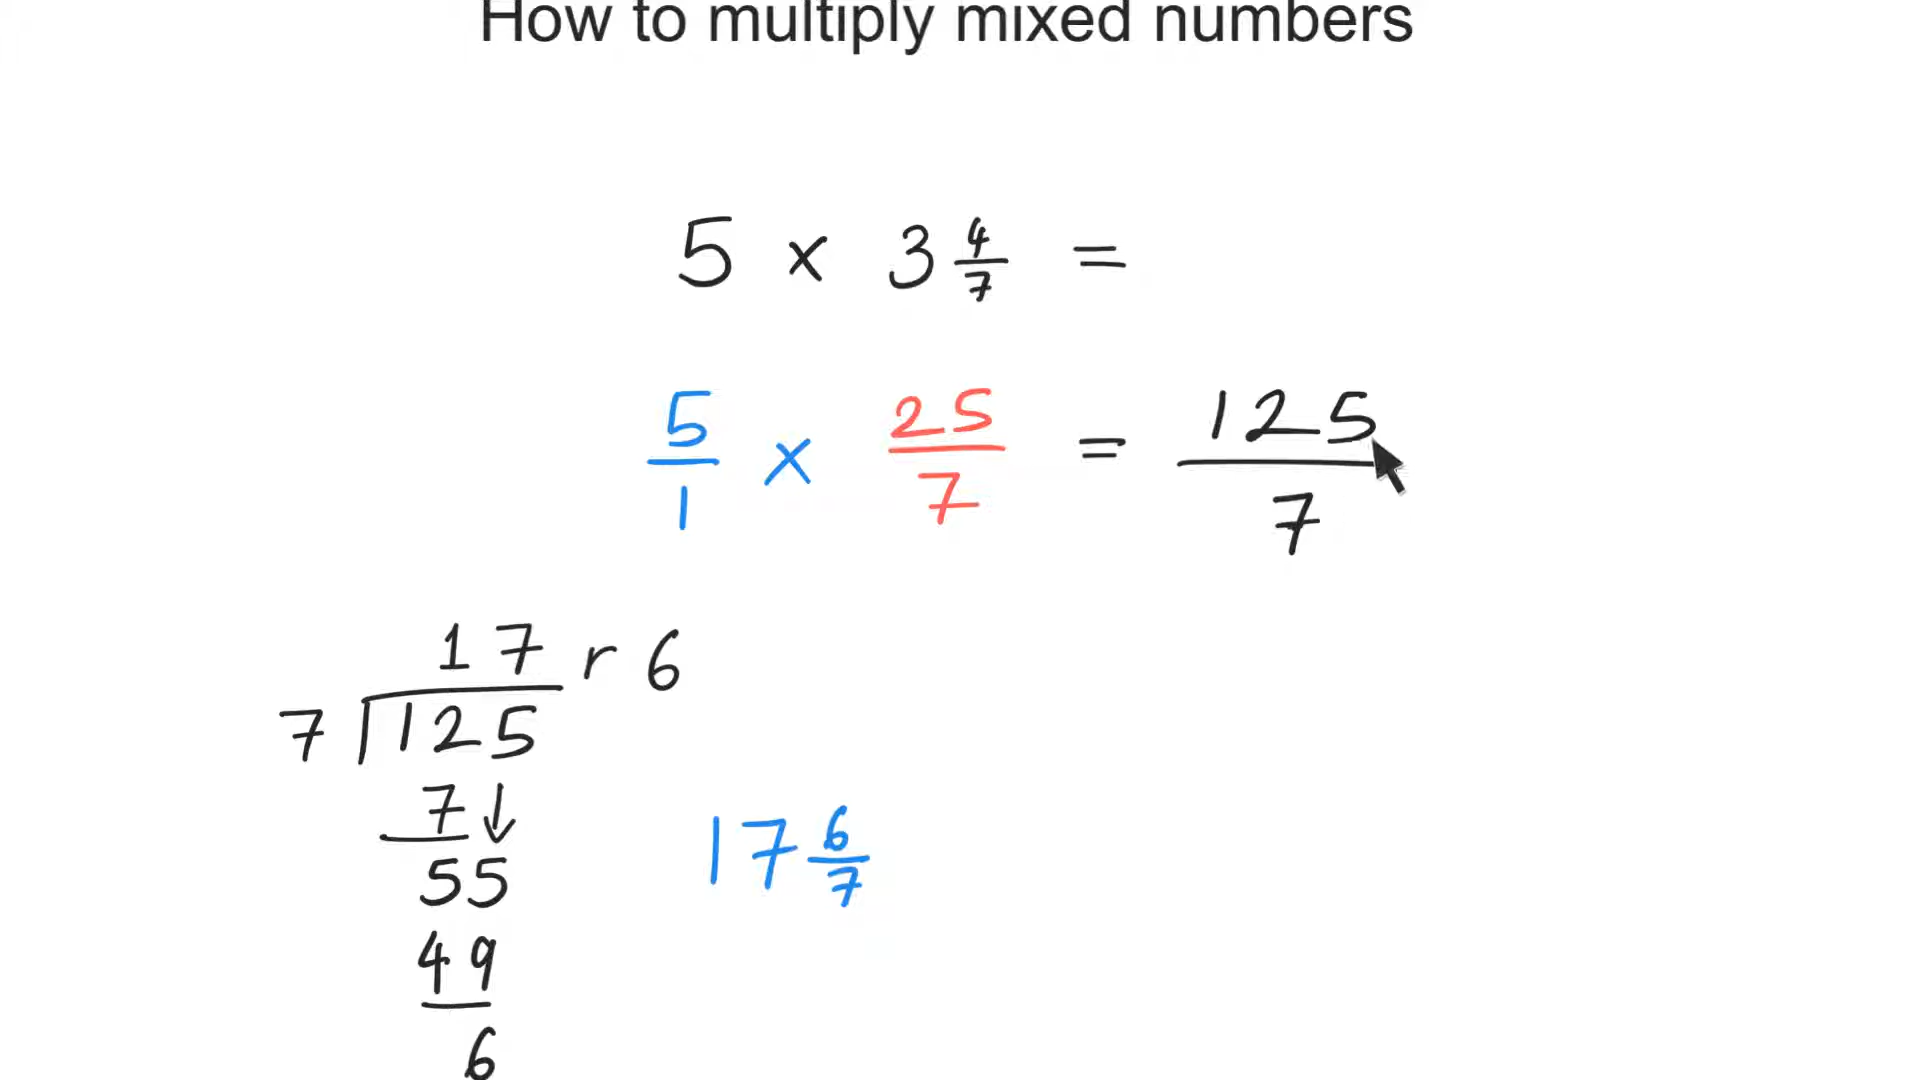 How to multiply mixed numbers
5 × 3 4/7 =
5/1 × 25/7 = 125/7
17 r 6
7 125
7↓
55
49
6
17 6/7